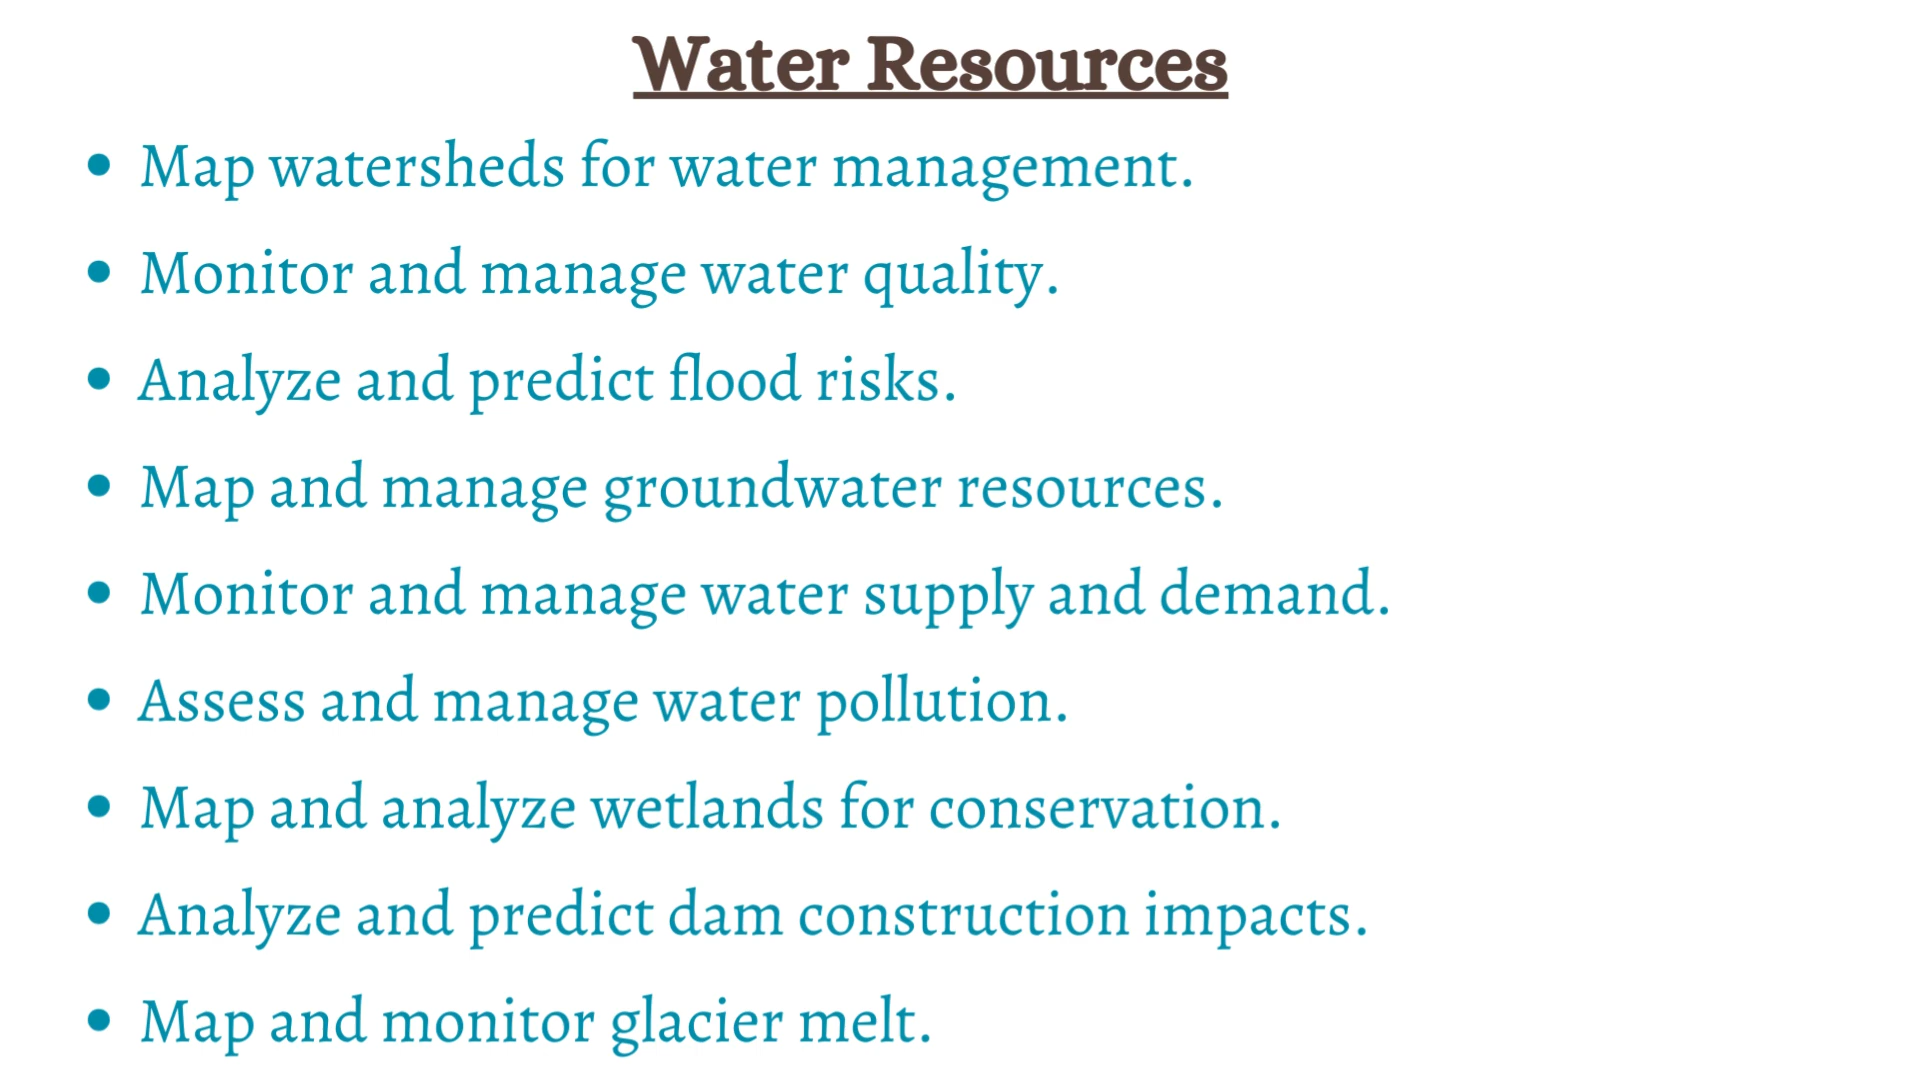 Water Resources
• Map watersheds for water management.
• Monitor and manage water quality.
• Analyze and predict flood risks.
• Map and manage groundwater resources.
• Monitor and manage water supply and demand.
• Assess and manage water pollution.
• Map and analyze wetlands for conservation.
• Analyze and predict dam construction impacts.
• Map and monitor glacier melt.